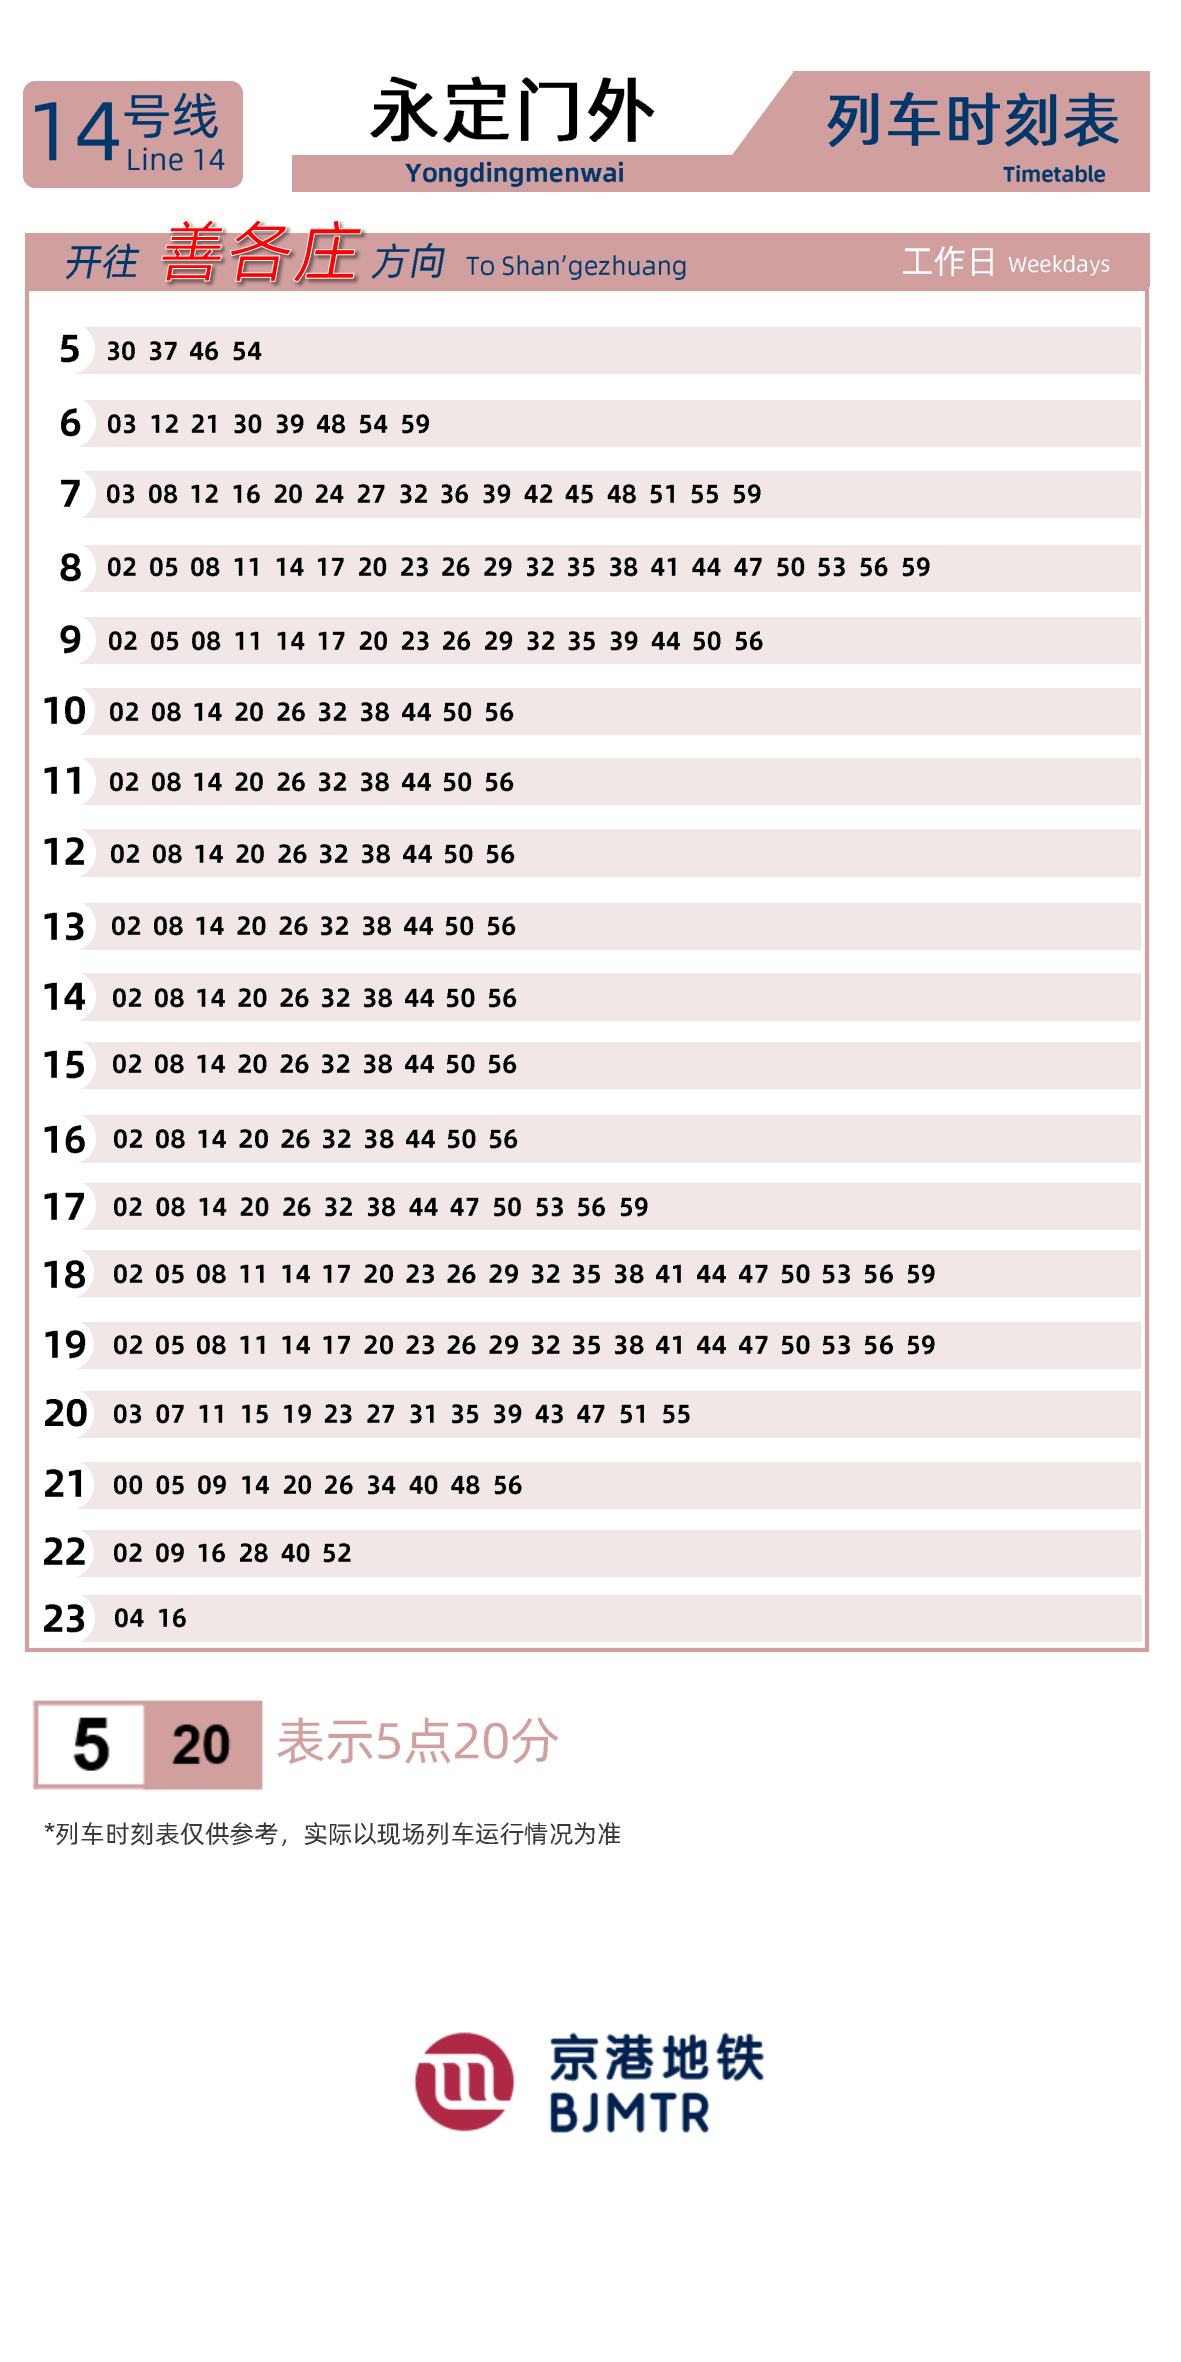 14号线
Line 14
永定门外
Yongdingmenwai
列车时刻表
Timetable
开往 善各庄 方向 To Shan’gezhuang 工作日 Weekdays
5 30 37 46 54
6 03 12 21 30 39 48 54 59
7 03 08 12 16 20 24 27 32 36 39 42 45 48 51 55 59
8 02 05 08 11 14 17 20 23 26 29 32 35 38 41 44 47 50 53 56 59
9 02 05 08 11 14 17 20 23 26 29 32 35 39 44 50 56
10 02 08 14 20 26 32 38 44 50 56
11 02 08 14 20 26 32 38 44 50 56
12 02 08 14 20 26 32 38 44 50 56
13 02 08 14 20 26 32 38 44 50 56
14 02 08 14 20 26 32 38 44 50 56
15 02 08 14 20 26 32 38 44 50 56
16 02 08 14 20 26 32 38 44 50 56
17 02 08 14 20 26 32 38 44 47 50 53 56 59
18 02 05 08 11 14 17 20 23 26 29 32 35 38 41 44 47 50 53 56 59
19 02 05 08 11 14 17 20 23 26 29 32 35 38 41 44 47 50 53 56 59
20 03 07 11 15 19 23 27 31 35 39 43 47 51 55
21 00 05 09 14 20 26 34 40 48 56
22 02 09 16 28 40 52
23 04 16
5 20 表示5点20分
*列车时刻表仅供参考，实际以现场列车运行情况为准
京港地铁
BJMTR